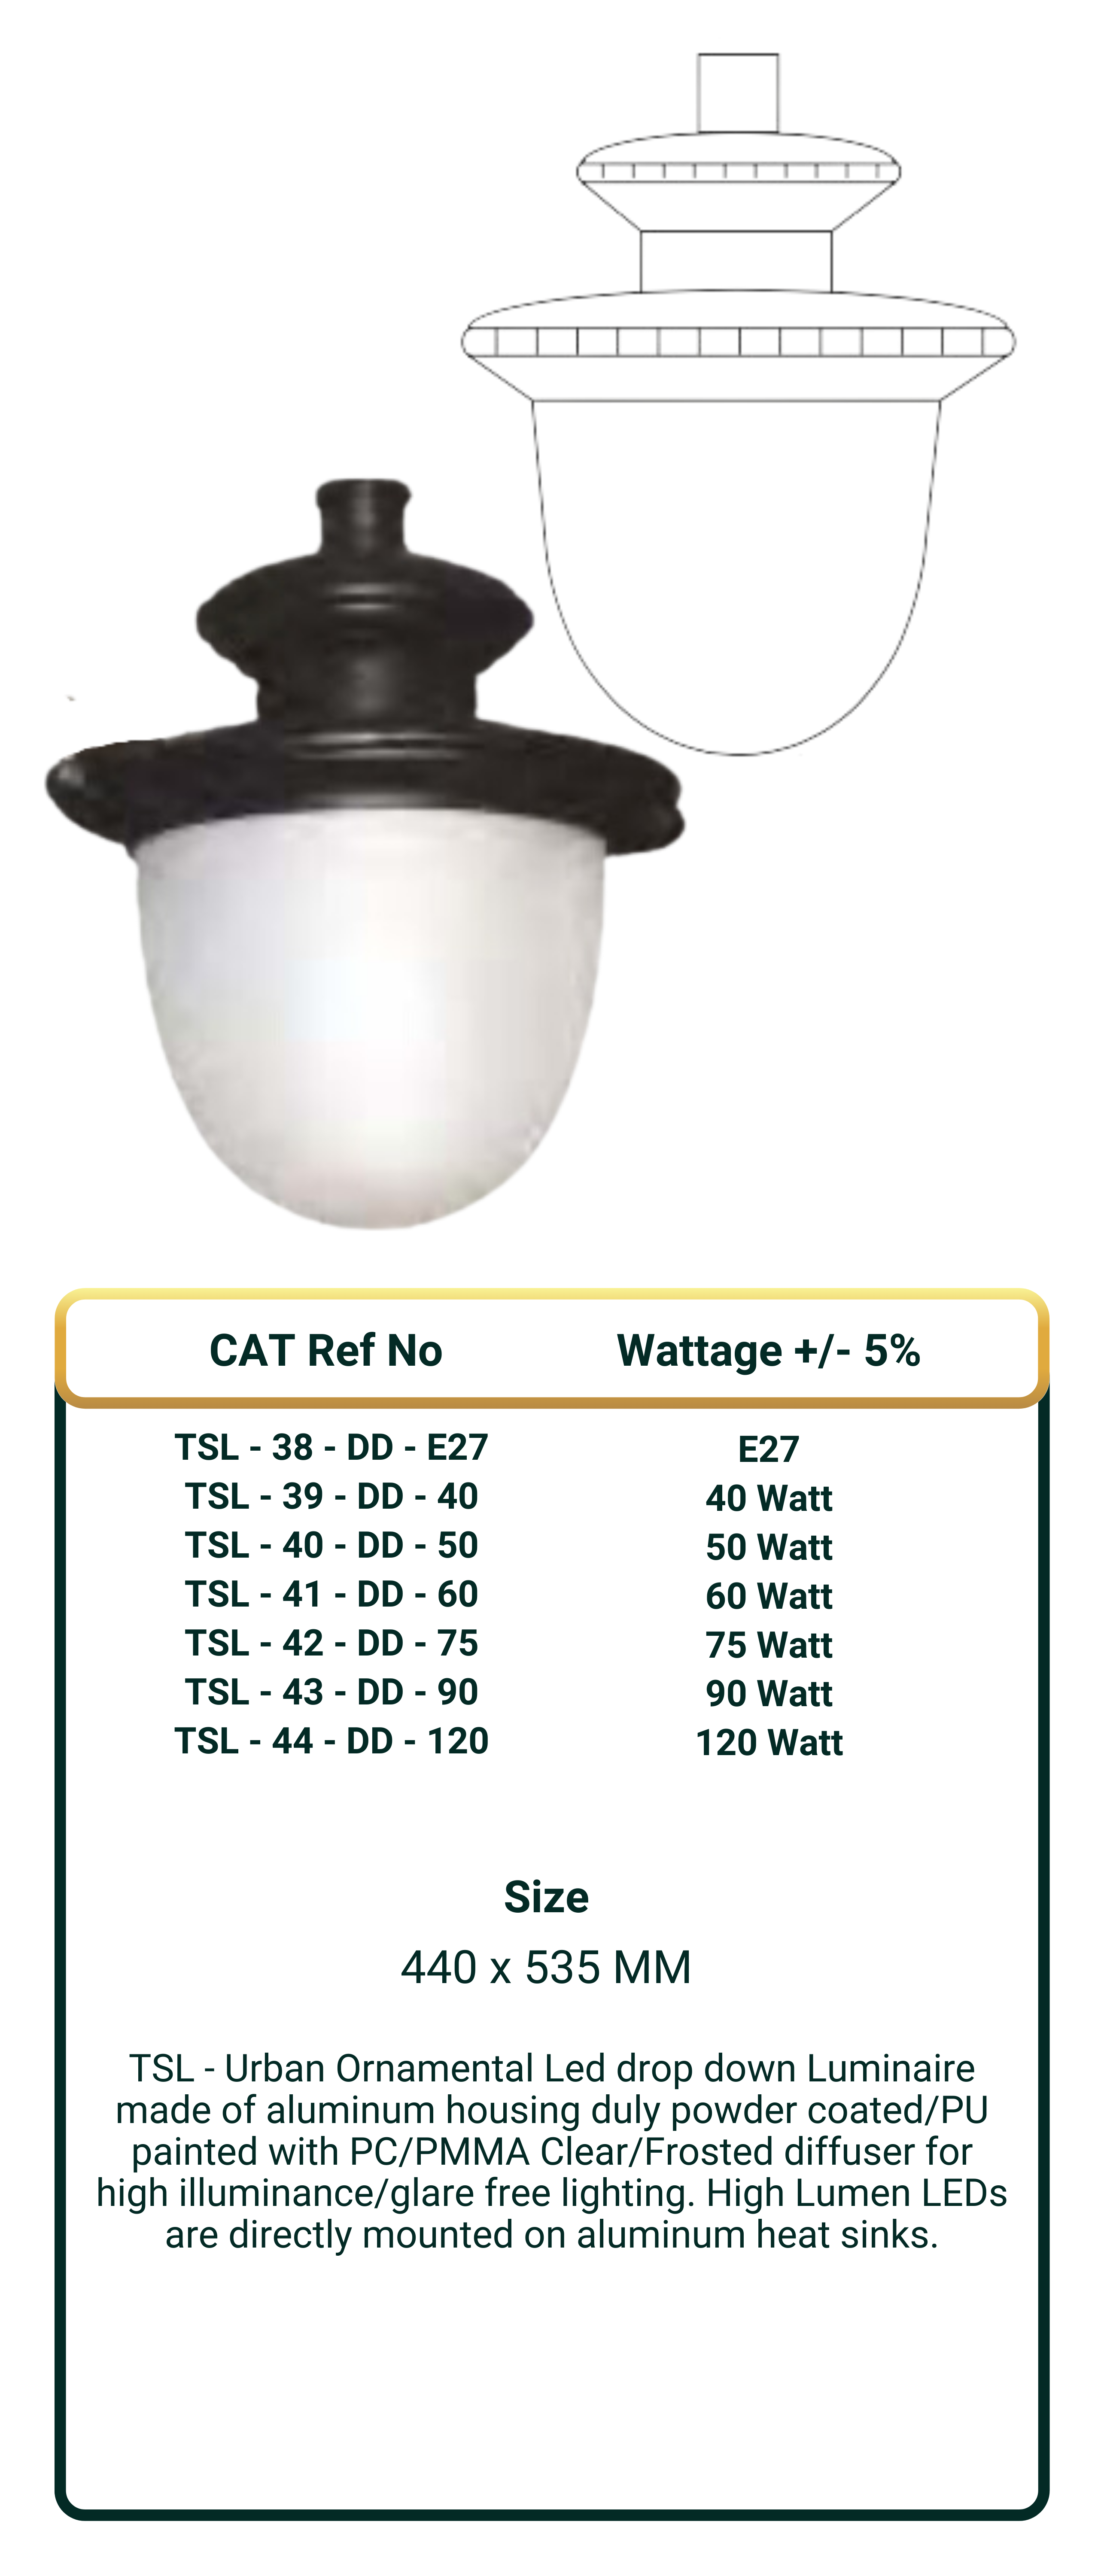 CAT Ref No Wattage +/- 5%
TSL - 38 - DD - E27 E27
TSL - 39 - DD - 40 40 Watt
TSL - 40 - DD - 50 50 Watt
TSL - 41 - DD - 60 60 Watt
TSL - 42 - DD - 75 75 Watt
TSL - 43 - DD - 90 90 Watt
TSL - 44 - DD - 120 120 Watt
Size
440 x 535 MM
TSL - Urban Ornamental Led drop down Luminaire
made of aluminum housing duly powder coated/PU
painted with PC/PMMA Clear/Frosted diffuser for
high illuminance/glare free lighting. High Lumen LEDs
are directly mounted on aluminum heat sinks.